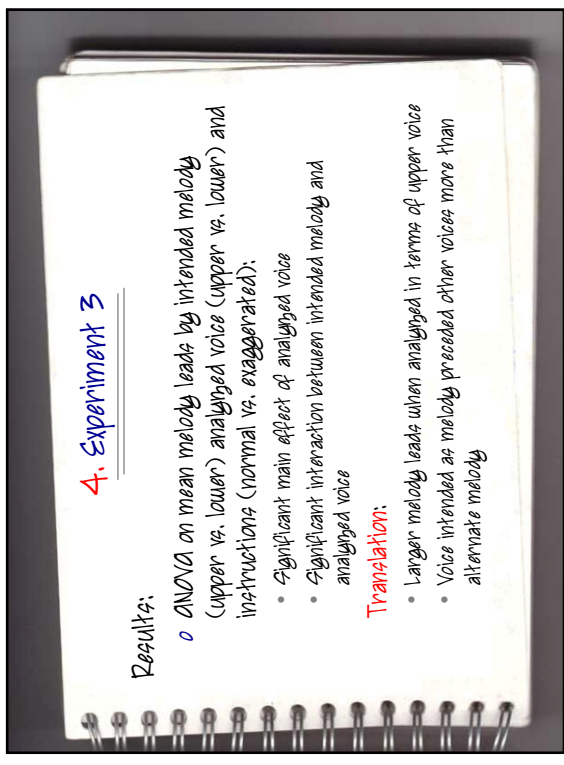 4. Experiment 3
Results:
o ANOVA on mean melody leads by intended melody
(upper vs. lower) analyzed voice (upper vs. lower) and
instructions (normal vs. exaggerated):
• Significant main effect of analyzed voice
• Significant interaction between intended melody and
analyzed voice
Translation:
• Larger melody leads when analyzed in terms of upper voice
• Voice intended as melody preceded other voices more than
alternate melody